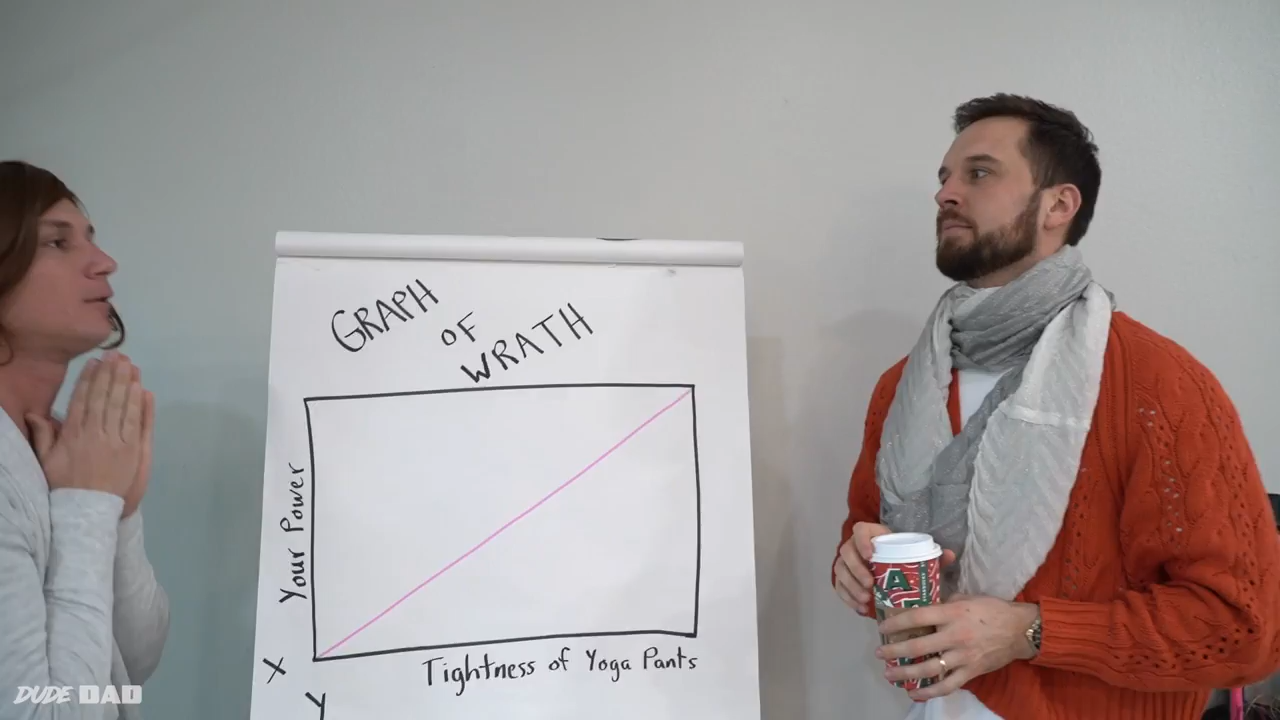 GRAPH
OF
WRATH
Your Power
Tightness of Yoga Pants
X
Y
DUDE DAD